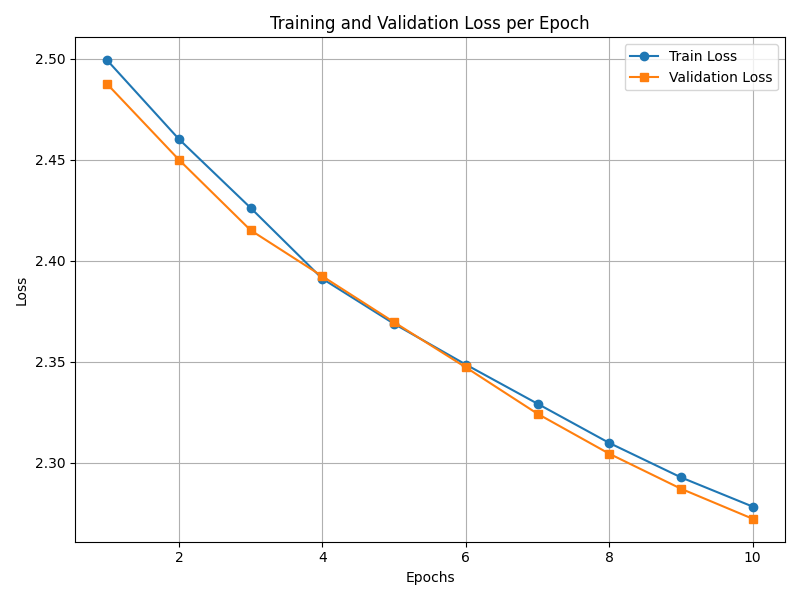 Training and Validation Loss per Epoch
Train Loss
Validation Loss
2.50
2.45
2.40
2.35
2.30
Loss
2 4 6 8 10
Epochs